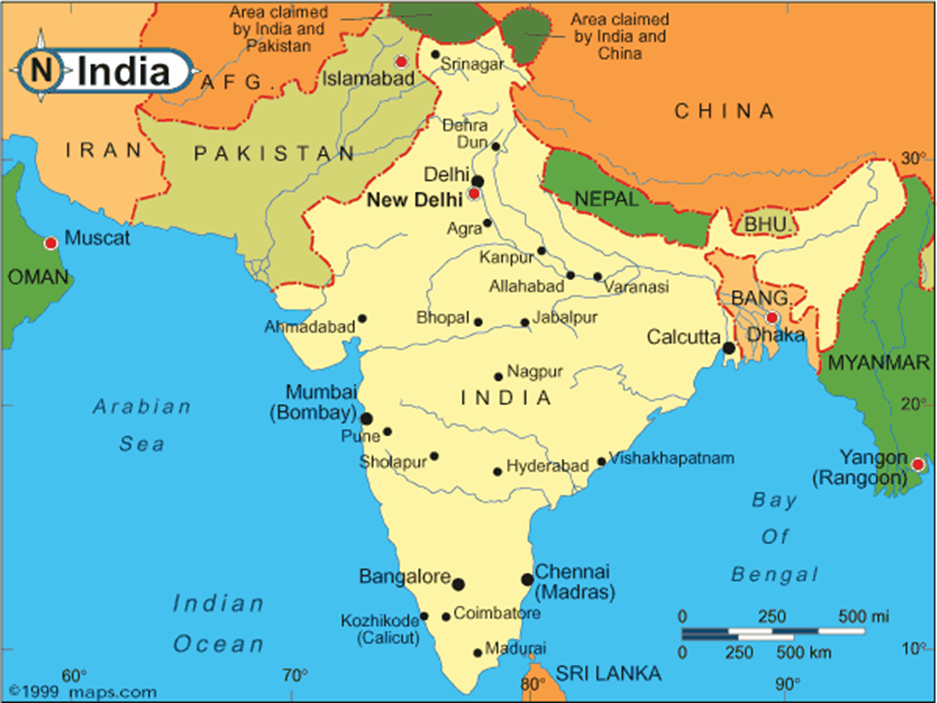 Area claimed
by India and
Pakistan
Area claimed
by India and
China
N India
AFG.
Islamabad
Srinagar
CHINA
IRAN
PAKISTAN
Dehra
Dun
30°
Delhi
New Delhi
NEPAL
BHU.
Muscat
Agra
OMAN
Kanpur
Allahabad
Varanasi
BANG.
Ahmadabad
Bhopal
Jabalpur
Calcutta
Dhaka
MYANMAR
Nagpur
Mumbai
(Bombay)
INDIA
20°
Arabian
Sea
Pune
Sholapur
Hyderabad
Vishakhapatnam
Yangon
(Rangoon)
Bay
Of
Bengal
Bangalore
Chennai
(Madras)
Indian
Ocean
Kozhikode
(Calicut)
Coimbatore
0 250 500 mi
0 250 500 km
Madurai
10°
SRI LANKA
60°
70°
80°
90°
©1999 maps.com